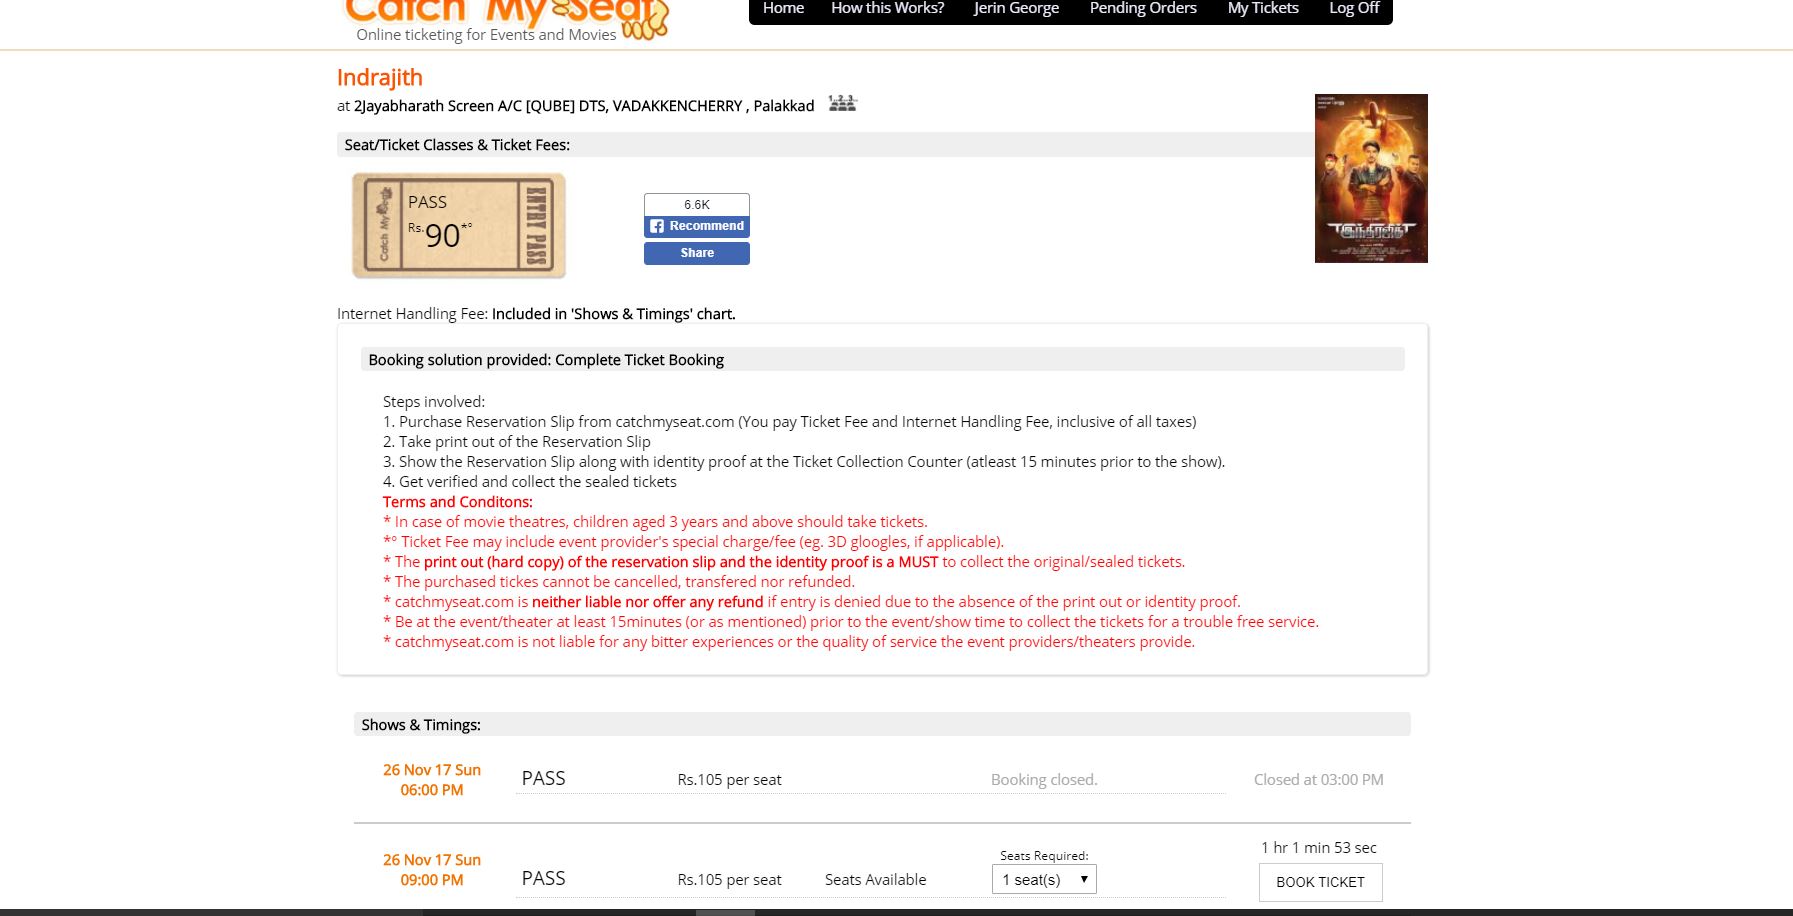 Catch My Seat
Online ticketing for Events and Movies
Home How this Works? Jerin George Pending Orders My Tickets Log Off
Indrajith
at 2Jayabharath Screen A/C [QUBE] DTS, VADAKKENCHERRY , Palakkad
1 2 3
Seat/Ticket Classes & Ticket Fees:
Catch My Seat
PASS
Rs.90*°
ENTRY PASS
6.6K
Recommend
Share
Internet Handling Fee: Included in 'Shows & Timings' chart.
Booking solution provided: Complete Ticket Booking
Steps involved:
1. Purchase Reservation Slip from catchmyseat.com (You pay Ticket Fee and Internet Handling Fee, inclusive of all taxes)
2. Take print out of the Reservation Slip
3. Show the Reservation Slip along with identity proof at the Ticket Collection Counter (atleast 15 minutes prior to the show).
4. Get verified and collect the sealed tickets
Terms and Conditons:
* In case of movie theatres, children aged 3 years and above should take tickets.
*° Ticket Fee may include event provider's special charge/fee (eg. 3D gloogles, if applicable).
* The print out (hard copy) of the reservation slip and the identity proof is a MUST to collect the original/sealed tickets.
* The purchased tickes cannot be cancelled, transfered nor refunded.
* catchmyseat.com is neither liable nor offer any refund if entry is denied due to the absence of the print out or identity proof.
* Be at the event/theater at least 15minutes (or as mentioned) prior to the event/show time to collect the tickets for a trouble free service.
* catchmyseat.com is not liable for any bitter experiences or the quality of service the event providers/theaters provide.
Shows & Timings:
26 Nov 17 Sun
06:00 PM
PASS Rs.105 per seat Booking closed. Closed at 03:00 PM
26 Nov 17 Sun
09:00 PM
PASS Rs.105 per seat Seats Available
Seats Required:
1 seat(s)
1 hr 1 min 53 sec
BOOK TICKET